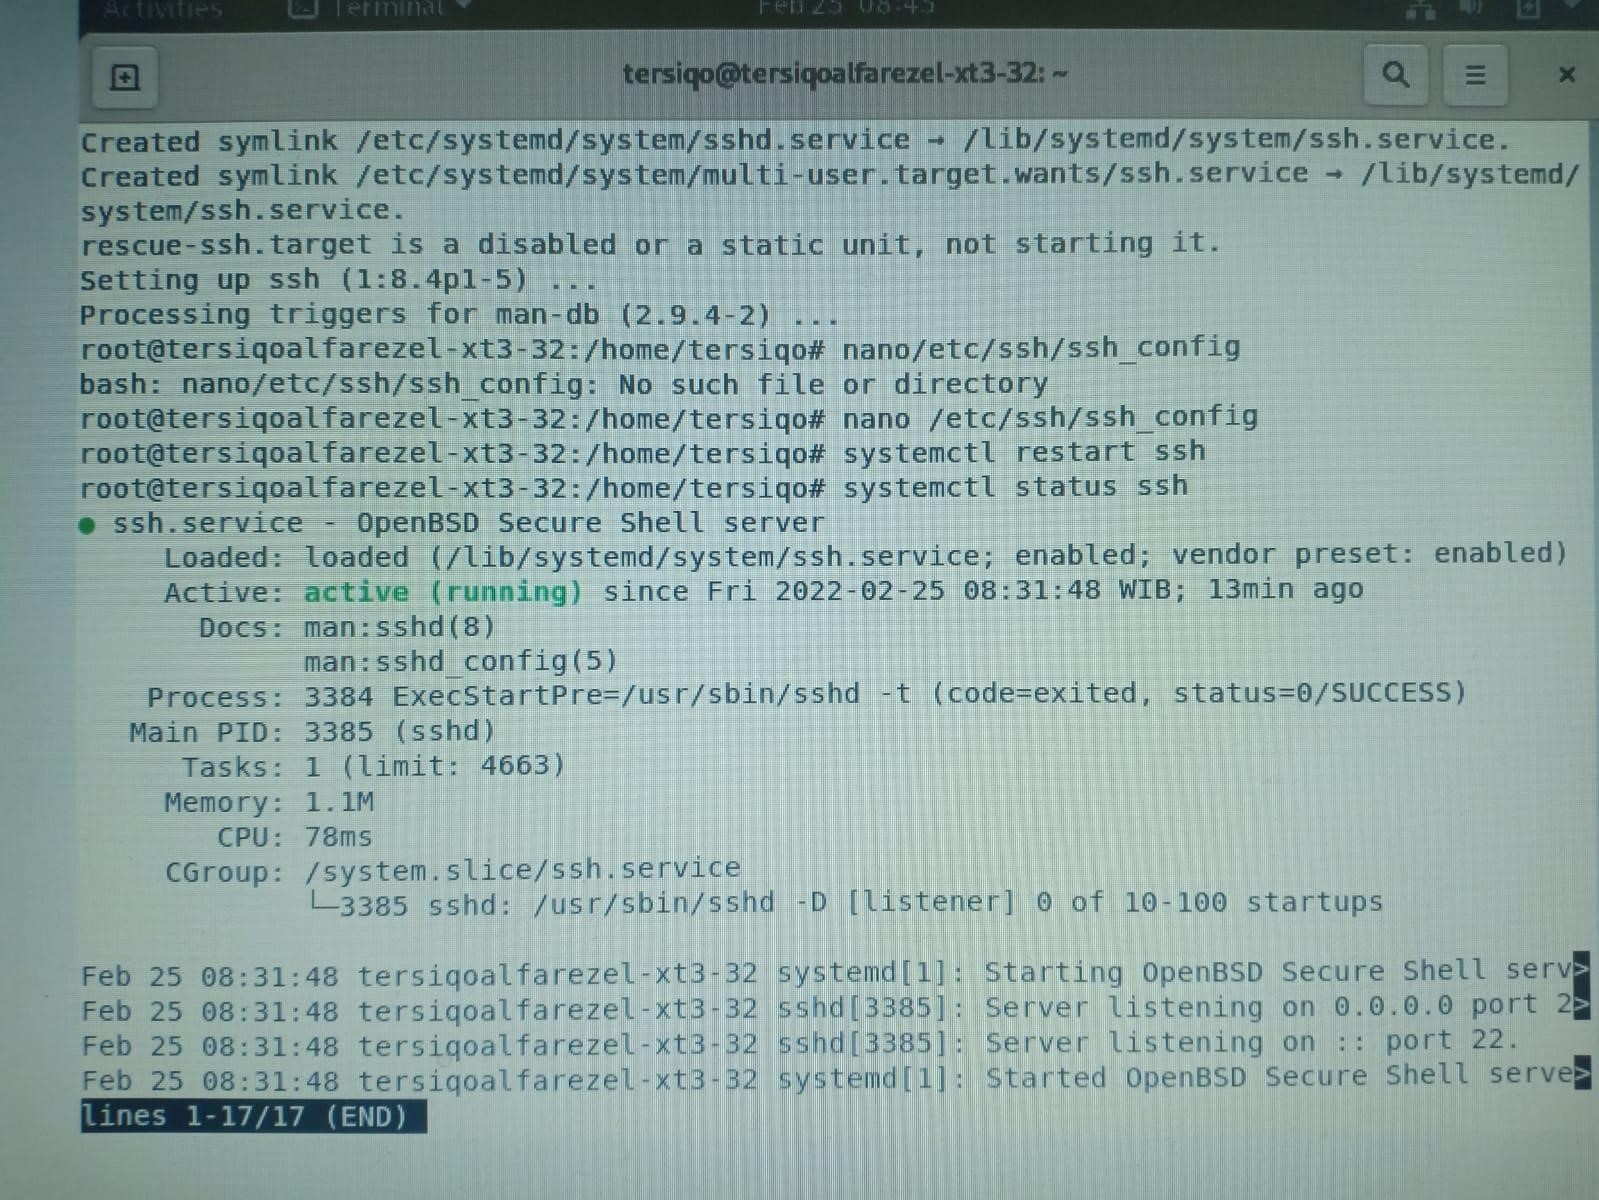 Activities Terminal Feb 25 08:45
tersiqo@tersiqoalfarezel-xt3-32: ~
Created symlink /etc/systemd/system/sshd.service → /lib/systemd/system/ssh.service.
Created symlink /etc/systemd/system/multi-user.target.wants/ssh.service → /lib/systemd/
system/ssh.service.
rescue-ssh.target is a disabled or a static unit, not starting it.
Setting up ssh (1:8.4p1-5) ...
Processing triggers for man-db (2.9.4-2) ...
root@tersiqoalfarezel-xt3-32:/home/tersiqo# nano/etc/ssh/ssh_config
bash: nano/etc/ssh/ssh_config: No such file or directory
root@tersiqoalfarezel-xt3-32:/home/tersiqo# nano /etc/ssh/ssh_config
root@tersiqoalfarezel-xt3-32:/home/tersiqo# systemctl restart ssh
root@tersiqoalfarezel-xt3-32:/home/tersiqo# systemctl status ssh
● ssh.service - OpenBSD Secure Shell server
Loaded: loaded (/lib/systemd/system/ssh.service; enabled; vendor preset: enabled)
Active: active (running) since Fri 2022-02-25 08:31:48 WIB; 13min ago
Docs: man:sshd(8)
man:sshd_config(5)
Process: 3384 ExecStartPre=/usr/sbin/sshd -t (code=exited, status=0/SUCCESS)
Main PID: 3385 (sshd)
Tasks: 1 (limit: 4663)
Memory: 1.1M
CPU: 78ms
CGroup: /system.slice/ssh.service
└─3385 sshd: /usr/sbin/sshd -D [listener] 0 of 10-100 startups
Feb 25 08:31:48 tersiqoalfarezel-xt3-32 systemd[1]: Starting OpenBSD Secure Shell serv>
Feb 25 08:31:48 tersiqoalfarezel-xt3-32 sshd[3385]: Server listening on 0.0.0.0 port 2>
Feb 25 08:31:48 tersiqoalfarezel-xt3-32 sshd[3385]: Server listening on :: port 22.
Feb 25 08:31:48 tersiqoalfarezel-xt3-32 systemd[1]: Started OpenBSD Secure Shell serve>
lines 1-17/17 (END)